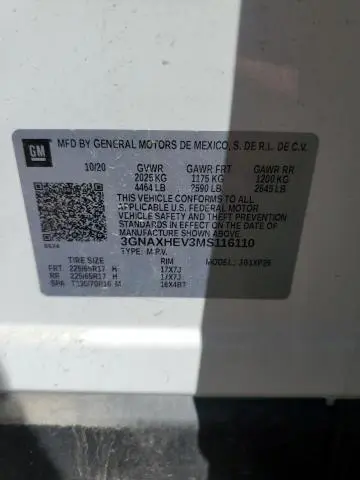 GM
MFD BY GENERAL MOTORS DE MEXICO, S. DE R.L. DE C.V.
10/20 GVWR GAWR FRT GAWR RR
2025 KG 1175 KG 1200 KG
4464 LB 2590 LB 2645 LB
THIS VEHICLE CONFORMS TO ALL
APPLICABLE U.S. FEDERAL MOTOR
VEHICLE SAFETY, BUMPER, AND THEFT
PREVENTION STANDARDS IN EFFECT ON
THE DATE OF MANUFACTURE SHOWN ABOVE.
3GNAXHEV3MS116110
TYPE: M.P.V.
TIRE SIZE RIM MODEL:
FRT 225/65R17 H 17X7J
RR 225/65R17 H 17X7J
SPA T135/70R16 M 16X4BT